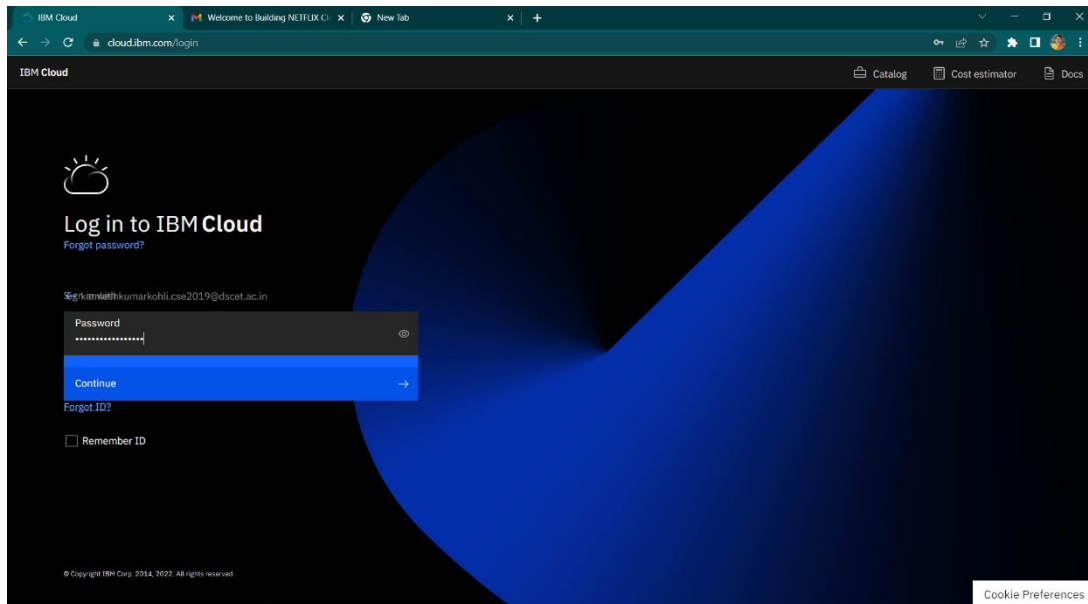 IBM Cloud
Welcome to Building NETFLIX Cl
New Tab
cloud.ibm.com/login
IBM Cloud
Catalog
Cost estimator
Docs
Log in to IBM Cloud
Forgot password?
kumarkohli.cse2019@dscet.ac.in
Password
Continue
Forgot ID?
Remember ID
© Copyright IBM Corp. 2014, 2022. All rights reserved.
Cookie Preferences